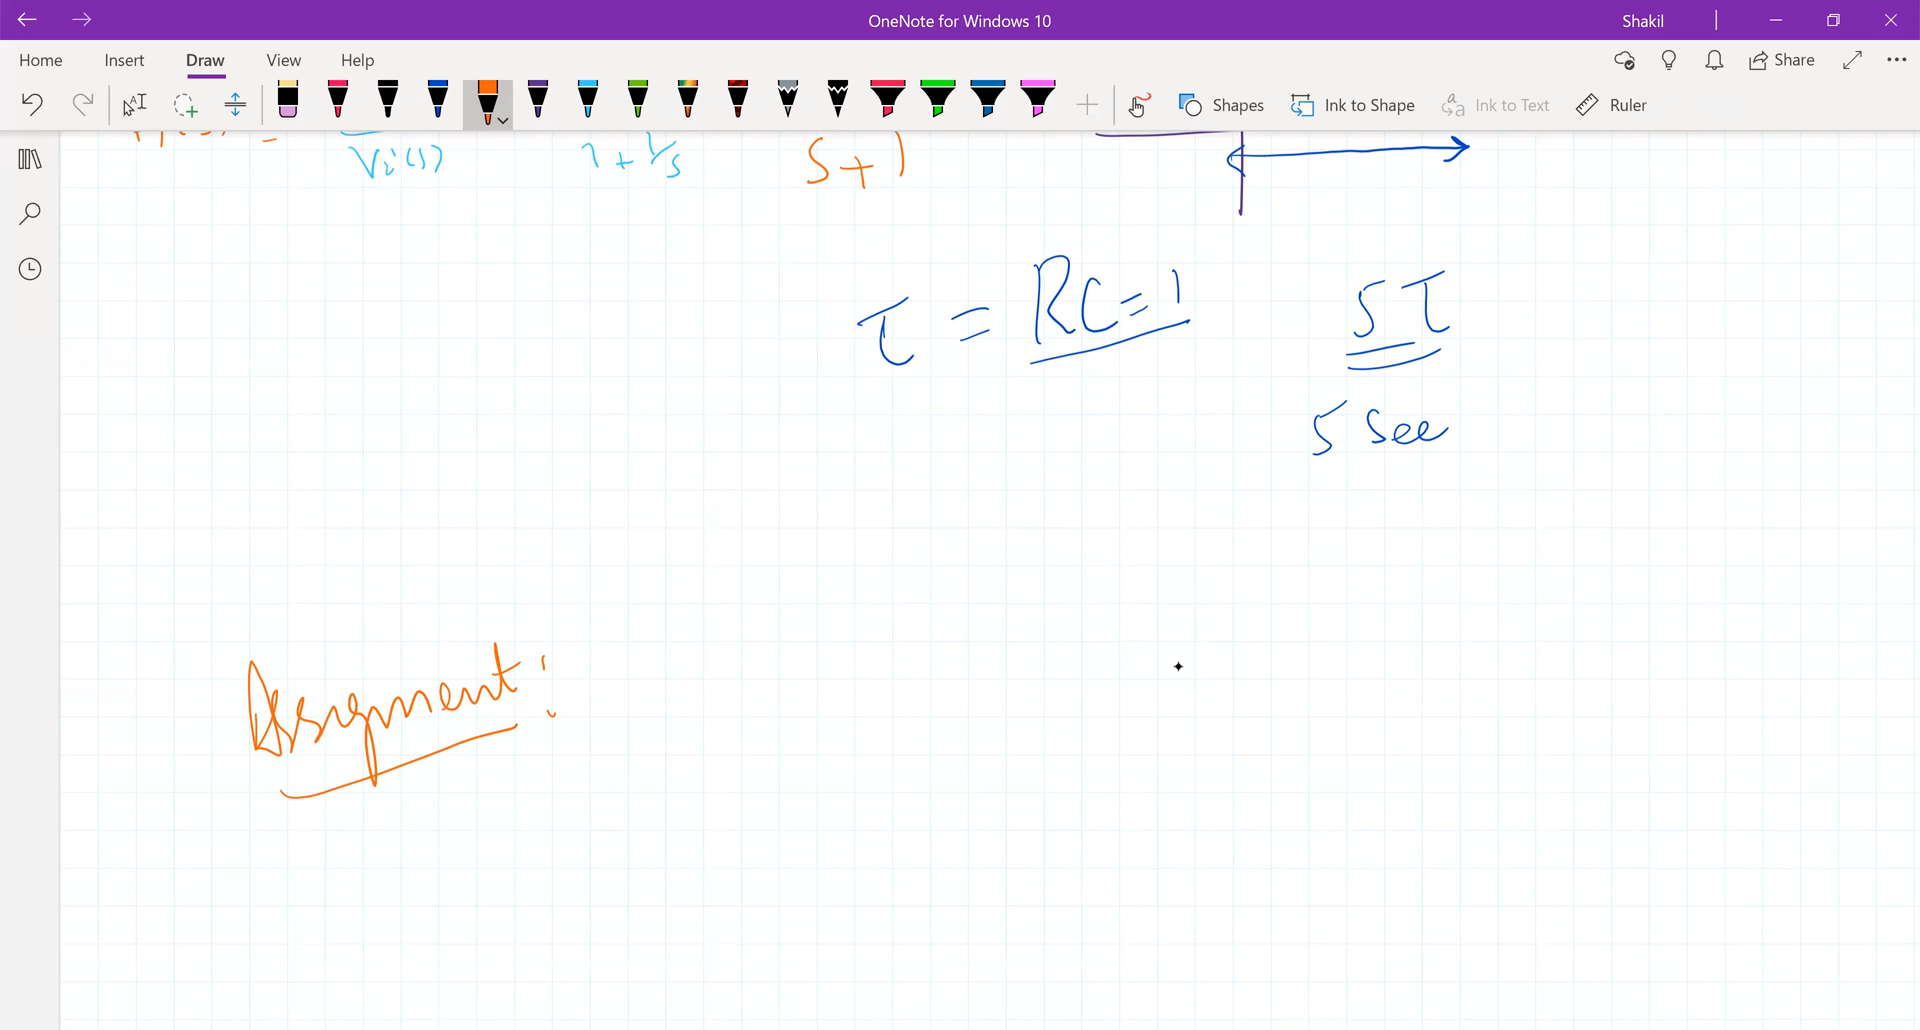 OneNote for Windows 10
Shakil
Home Insert Draw View Help
Share
Shapes Ink to Shape Ink to Text Ruler
Vi(s) 1 + 1/s S + 1
τ = RC = 1 5τ
5 Sec
Assignment :